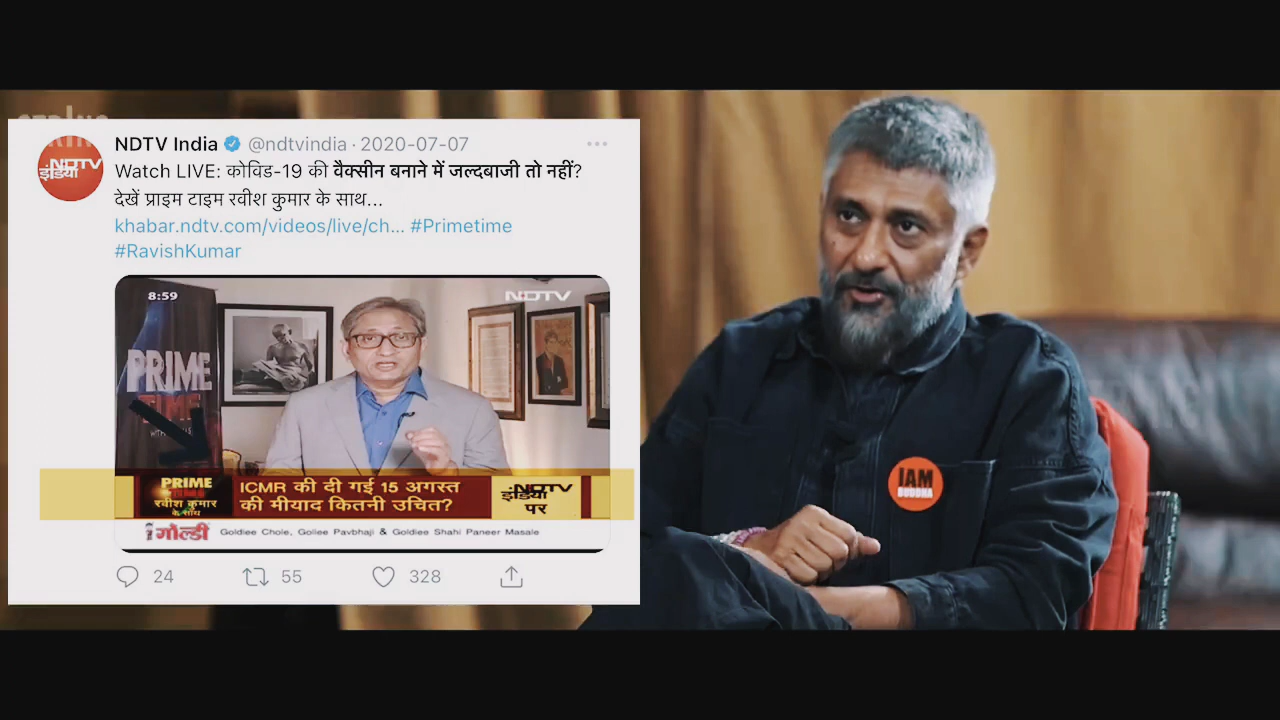 NDTV India @ndtvindia · 2020-07-07
Watch LIVE: कोविड-19 की वैक्सीन बनाने में जल्दबाजी तो नहीं?
देखें प्राइम टाइम रवीश कुमार के साथ...
khabar.ndtv.com/videos/live/ch... #Primetime
#RavishKumar
NDTV
इंडिया
8:59
NDTV
PRIME
PRIME
रवीश कुमार
के साथ
ICMR की दी गई 15 अगस्त
की मीयाद कितनी उचित?
NDTV
इंडिया
पर
गोल्डी
Goldiee Chole, Gollee Pavbhaji & Goldiee Shahi Paneer Masale
24 55 328
I AM
BUDDHA